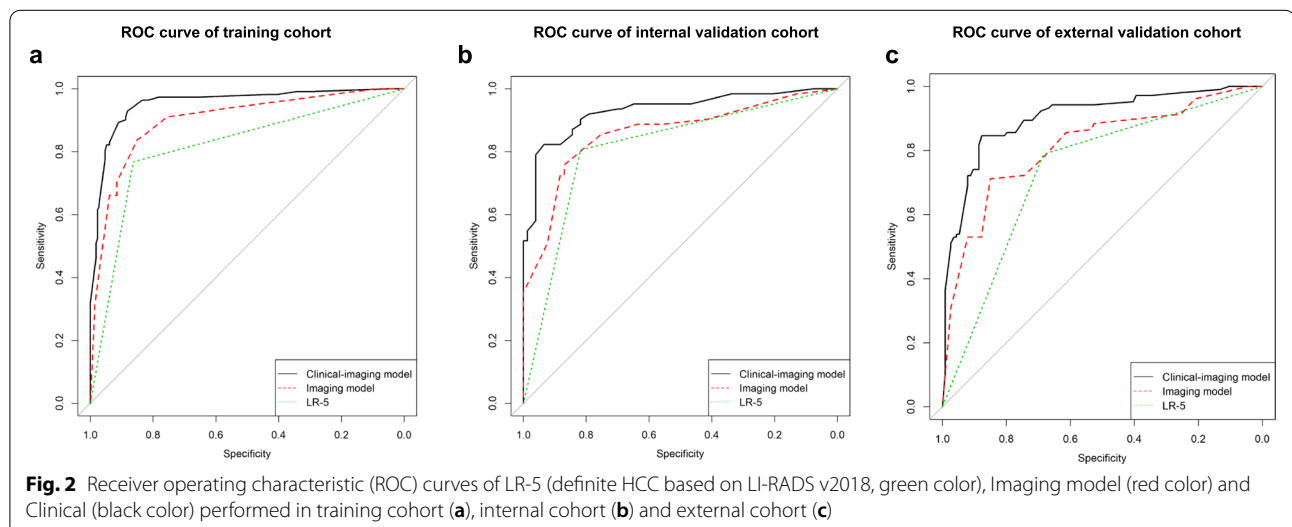 ROC curve of training cohort
a
1.0
0.8
0.6
0.4
0.2
0.0
Sensitivity
1.0 0.8 0.6 0.4 0.2 0.0
Specificity
Clinical-imaging model
Imaging model
LR-5
ROC curve of internal validation cohort
b
1.0
0.8
0.6
0.4
0.2
0.0
Sensitivity
1.0 0.8 0.6 0.4 0.2 0.0
Specificity
Clinical-imaging model
Imaging model
LR-5
ROC curve of external validation cohort
c
1.0
0.8
0.6
0.4
0.2
0.0
Sensitivity
1.0 0.8 0.6 0.4 0.2 0.0
Specificity
Clinical-imaging model
Imaging model
LR-5
Fig. 2 Receiver operating characteristic (ROC) curves of LR-5 (definite HCC based on LI-RADS v2018, green color), Imaging model (red color) and
Clinical (black color) performed in training cohort (a), internal cohort (b) and external cohort (c)